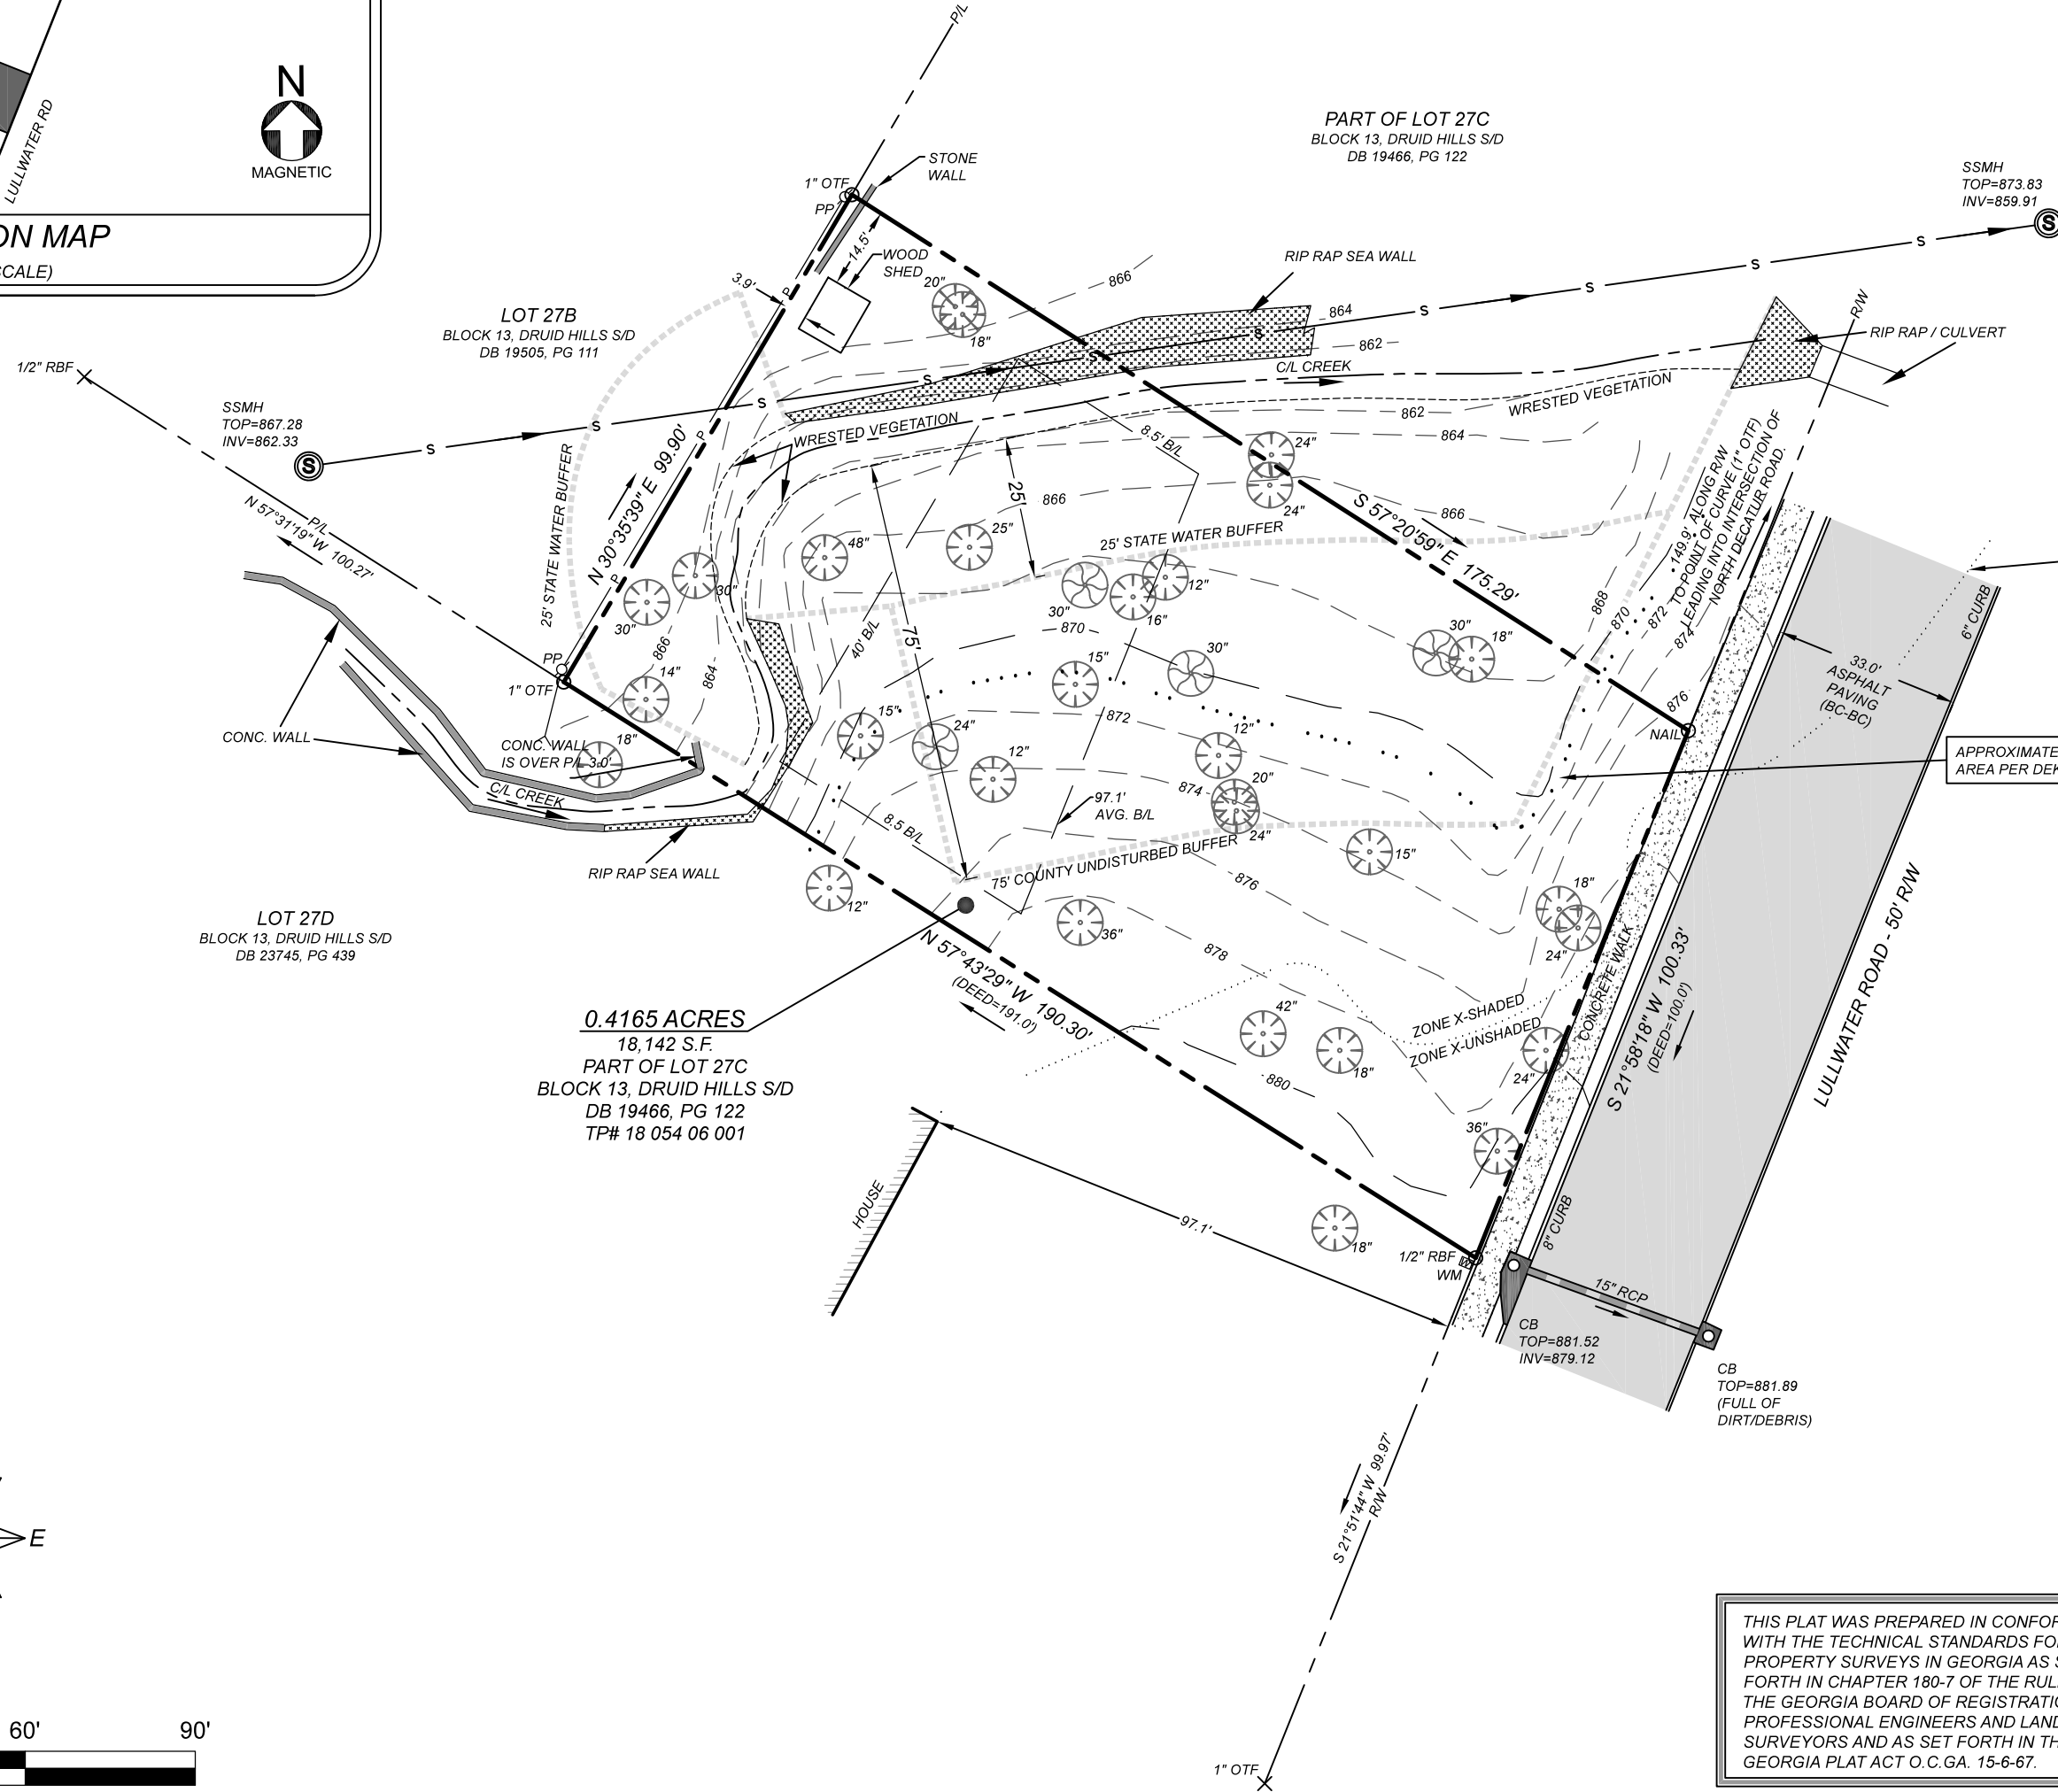 LULLWATER RD
N
MAGNETIC
ON MAP
SCALE)
P/L
PART OF LOT 27C
BLOCK 13, DRUID HILLS S/D
DB 19466, PG 122
SSMH
TOP=873.83
INV=859.91
S
STONE
WALL
1" OTF
PP
14.5'
WOOD
SHED
3.9'
P
20"
18"
866
RIP RAP SEA WALL
864
862
S
S
S
S
S
S
S
S
S
S
C/L CREEK
R/W
RIP RAP / CULVERT
LOT 27B
BLOCK 13, DRUID HILLS S/D
DB 19505, PG 111
1/2" RBF
SSMH
TOP=867.28
INV=862.33
S
P/L
N 57°31'19" W 100.27'
25' STATE WATER BUFFER
N 30°35'39" E 99.90'
P
P
WRESTED VEGETATION
WRESTED VEGETATION
862
864
8.5' B/L
24"
24"
25'
866
866
48"
25"
25' STATE WATER BUFFER
S 57°20'59" E 175.29'
149.9' ALONG R/W
TO POINT OF CURVE (1" OTF)
LEADING INTO INTERSECTION OF
NORTH DECATUR ROAD.
30"
30"
866
864
14"
PP
1" OTF
40' B/L
75'
30"
16"
12"
870
15"
30"
30"
18"
868
870
872
874
876
NAIL
33.0'
ASPHALT
PAVING
(BC-BC)
6" CURB
APPROXIMATE
AREA PER DEK
CONC. WALL
CONC. WALL
IS OVER P/L 3.0'
18"
C/L CREEK
RIP RAP SEA WALL
15"
24"
12"
872
12"
874
20"
24"
97.1'
AVG. B/L
8.5 B/L
75' COUNTY UNDISTURBED BUFFER
15"
12"
36"
876
878
18"
24"
LOT 27D
BLOCK 13, DRUID HILLS S/D
DB 23745, PG 439
N 57°43'29" W 190.30'
(DEED=191.0')
0.4165 ACRES
18,142 S.F.
PART OF LOT 27C
BLOCK 13, DRUID HILLS S/D
DB 19466, PG 122
TP# 18 054 06 001
42"
18"
880
ZONE X-SHADED
ZONE X-UNSHADED
24"
CONCRETE WALK
S 21°58'18" W 100.33'
(DEED=100.0')
LULLWATER ROAD - 50' R/W
36"
HOUSE
97.1'
18"
1/2" RBF
WM
8" CURB
15" RCP
CB
TOP=881.52
INV=879.12
CB
TOP=881.89
(FULL OF
DIRT/DEBRIS)
S 21°51'44" W 99.97'
R/W
1" OTF
E
60'
90'
THIS PLAT WAS PREPARED IN CONFOR
WITH THE TECHNICAL STANDARDS FO
PROPERTY SURVEYS IN GEORGIA AS S
FORTH IN CHAPTER 180-7 OF THE RUL
THE GEORGIA BOARD OF REGISTRATIO
PROFESSIONAL ENGINEERS AND LAND
SURVEYORS AND AS SET FORTH IN TH
GEORGIA PLAT ACT O.C.GA. 15-6-67.